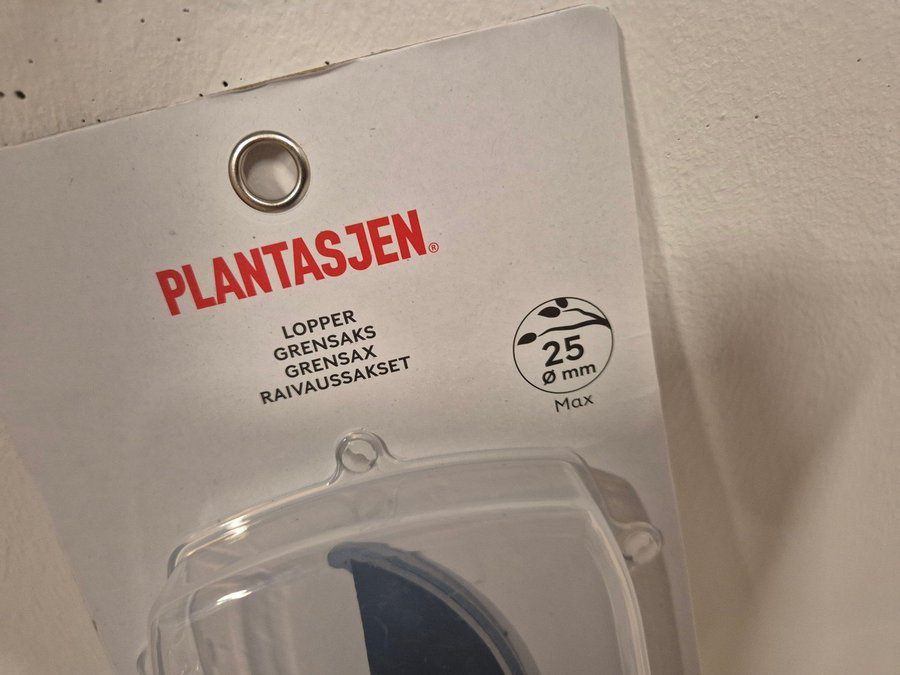 PLANTASJEN®
LOPPER
GRENSAKS
GRENSAX
RAIVAUSSAKSET
25
Ø mm
Max